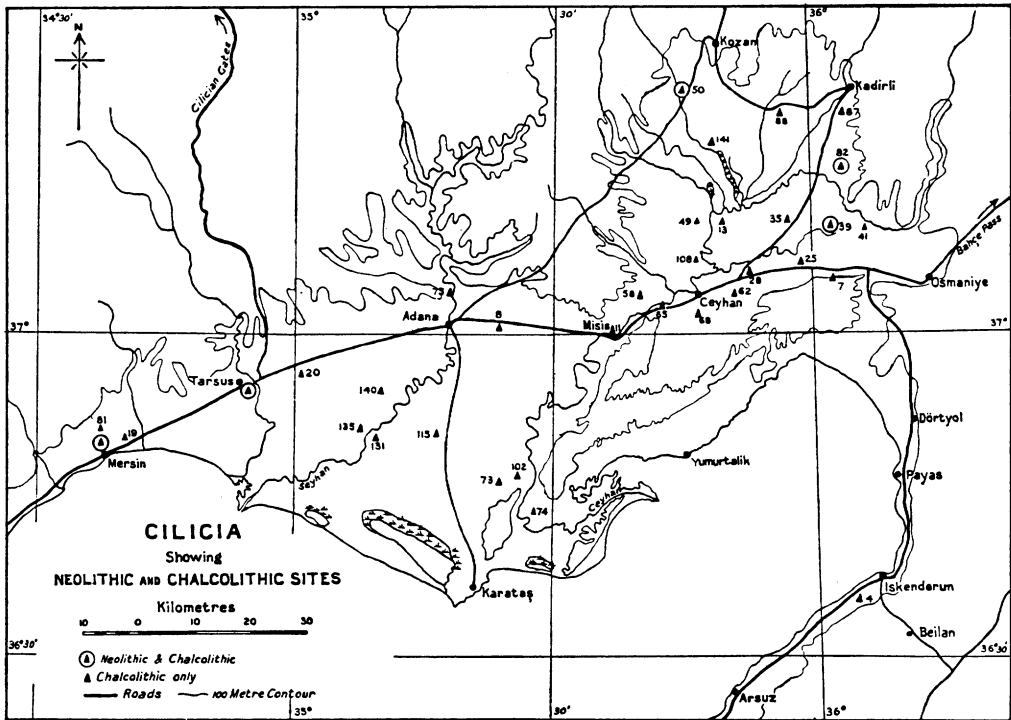 34°30'
35°
30'
36°
N
Cilician Gates
Kozan
50
Kadirli
88
87
141
82
49
13
35
39
41
Bahçe Pass
108
25
28
7
Osmaniye
58
62
Ceyhan
65
68
Adana
8
Misis
11
37°
37°
Tarsus
20
140
81
19
Mersin
135
131
115
Dörtyol
Yumurtalik
Payas
Seyhan
73
102
74
Ceyhan
CILICIA
Showing
NEOLITHIC AND CHALCOLITHIC SITES
Kilometres
10 0 10 20 30
Karataş
Iskenderun
4
Beilan
36°30'
36°30'
Neolithic & Chalcolithic
Chalcolithic only
Roads
100 Metre Contour
Arsuz
35°
30'
36°